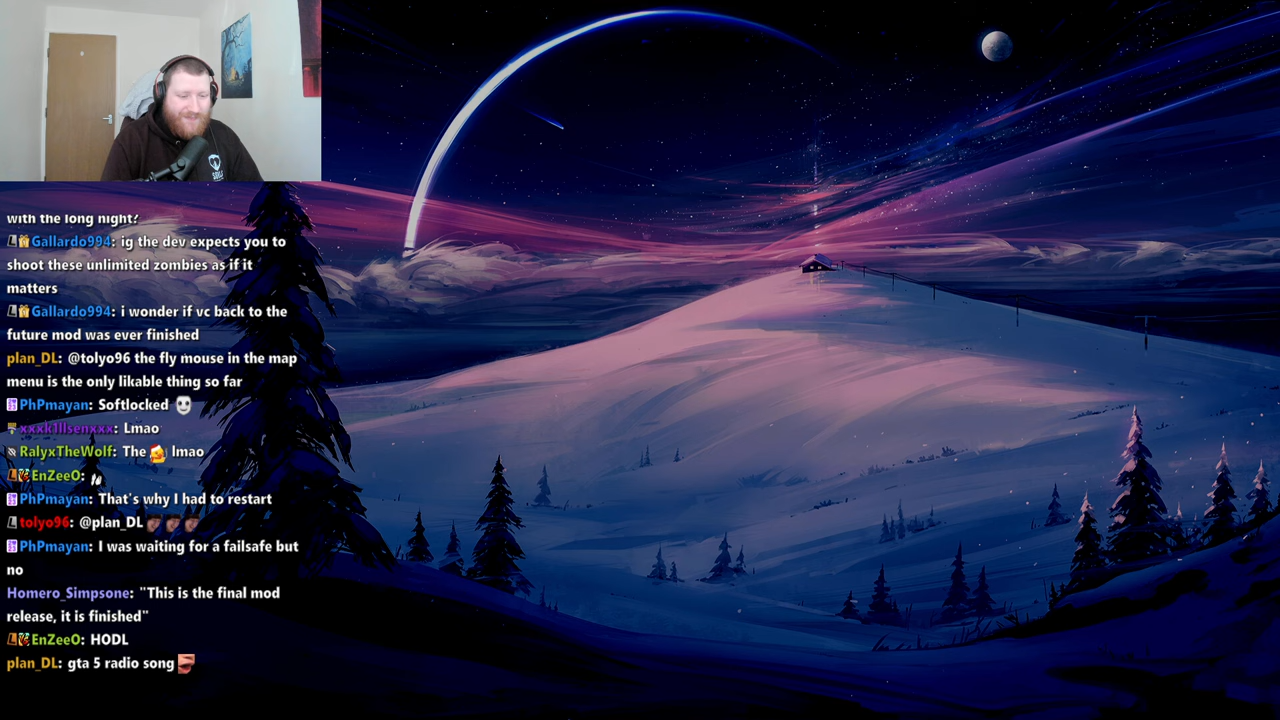 with the long night?
Gallardo994: ig the dev expects you to
shoot these unlimited zombies as if it
matters
Gallardo994: i wonder if vc back to the
future mod was ever finished
plan_DL: @tolyo96 the fly mouse in the map
menu is the only likable thing so far
PhPmayan: Softlocked
xxxk1llsenxxx: Lmao
RalyxTheWolf: The lmao
EnZeeO:
PhPmayan: That's why I had to restart
tolyo96: @plan_DL
PhPmayan: I was waiting for a failsafe but
no
Homero_Simpsone: "This is the final mod
release, it is finished"
EnZeeO: HODL
plan_DL: gta 5 radio song